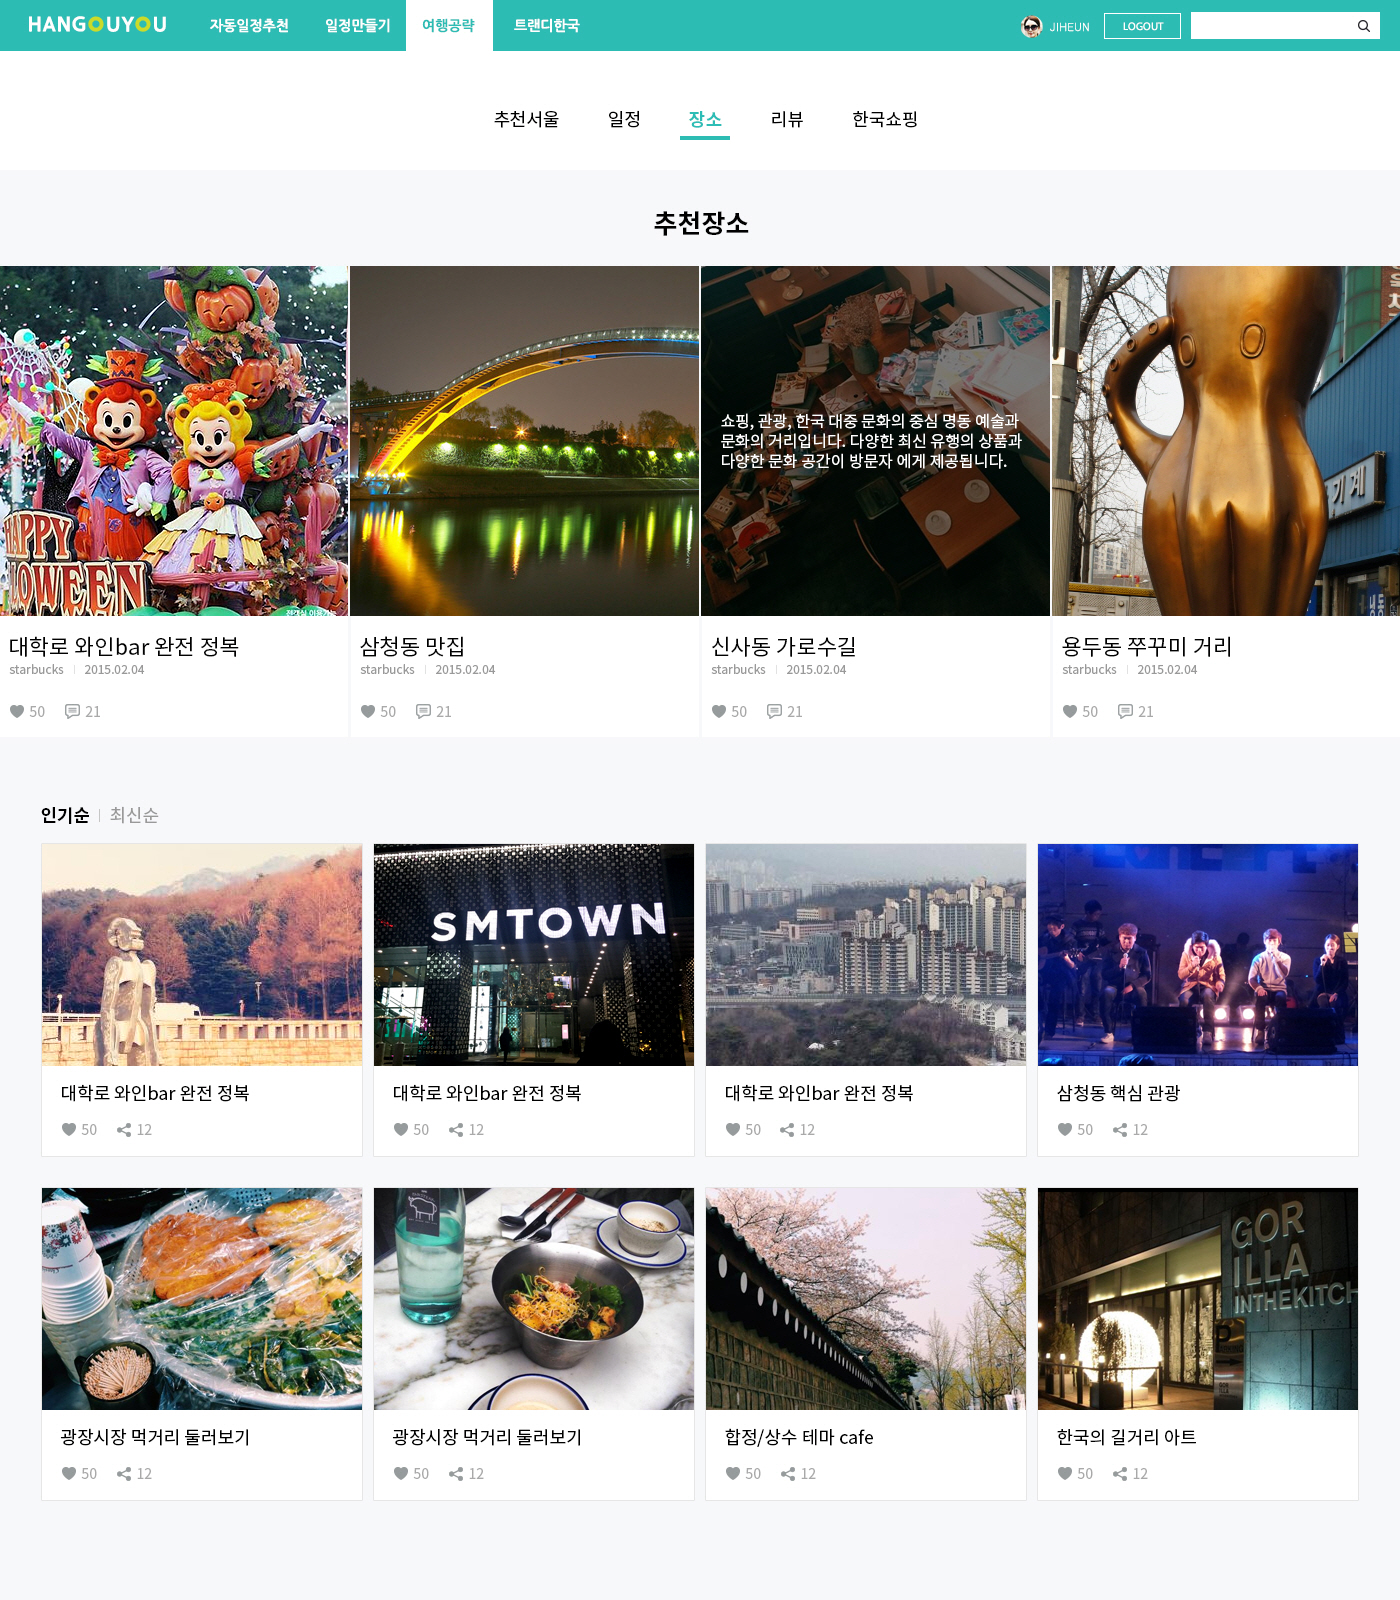 HANGOUYOU
자동일정추천
일정만들기
여행공략
트랜디한국
JIHEUN
LOGOUT
추천서울
일정
장소
리뷰
한국쇼핑
추천장소
HAPPY
LOWEEN
쇼핑, 관광, 한국 대중 문화의 중심 명동 예술과
문화의 거리입니다. 다양한 최신 유행의 상품과
다양한 문화 공간이 방문자 에게 제공됩니다.
기계
대학로 와인bar 완전 정복
starbucks 2015.02.04
50 21
삼청동 맛집
starbucks 2015.02.04
50 21
신사동 가로수길
starbucks 2015.02.04
50 21
용두동 쭈꾸미 거리
starbucks 2015.02.04
50 21
인기순 최신순
SMTOWN
대학로 와인bar 완전 정복
50 12
대학로 와인bar 완전 정복
50 12
대학로 와인bar 완전 정복
50 12
삼청동 핵심 관광
50 12
GOR
ILLA
INTHEKITCH
광장시장 먹거리 둘러보기
50 12
광장시장 먹거리 둘러보기
50 12
합정/상수 테마 cafe
50 12
한국의 길거리 아트
50 12